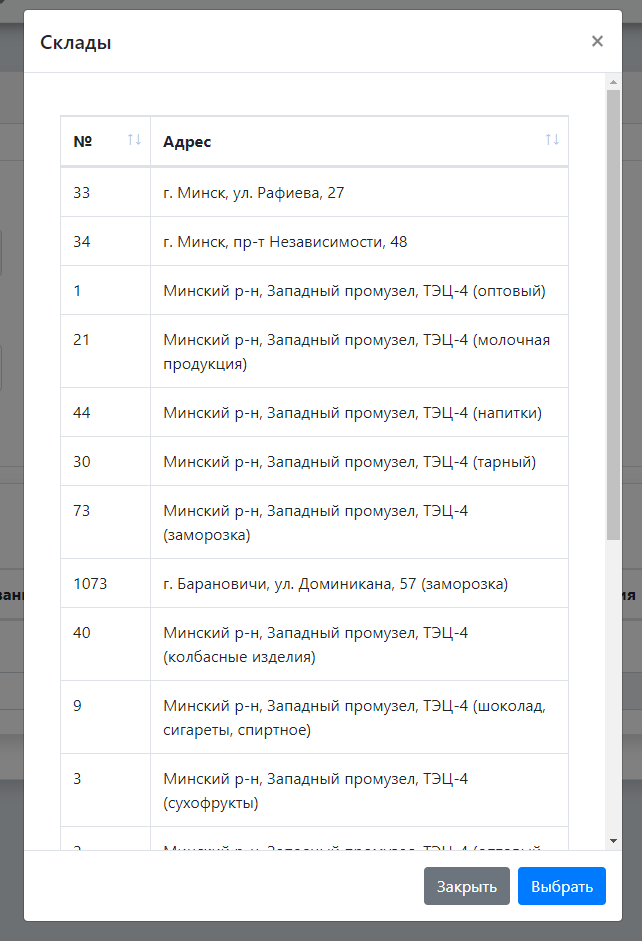 Склады
×
№ Адрес
33 г. Минск, ул. Рафиева, 27
34 г. Минск, пр-т Независимости, 48
1 Минский р-н, Западный промузел, ТЭЦ-4 (оптовый)
21 Минский р-н, Западный промузел, ТЭЦ-4 (молочная
продукция)
44 Минский р-н, Западный промузел, ТЭЦ-4 (напитки)
30 Минский р-н, Западный промузел, ТЭЦ-4 (тарный)
73 Минский р-н, Западный промузел, ТЭЦ-4
(заморозка)
1073 г. Барановичи, ул. Доминикана, 57 (заморозка)
40 Минский р-н, Западный промузел, ТЭЦ-4
(колбасные изделия)
9 Минский р-н, Западный промузел, ТЭЦ-4 (шоколад,
сигареты, спиртное)
3 Минский р-н, Западный промузел, ТЭЦ-4
(сухофрукты)
Закрыть Выбрать